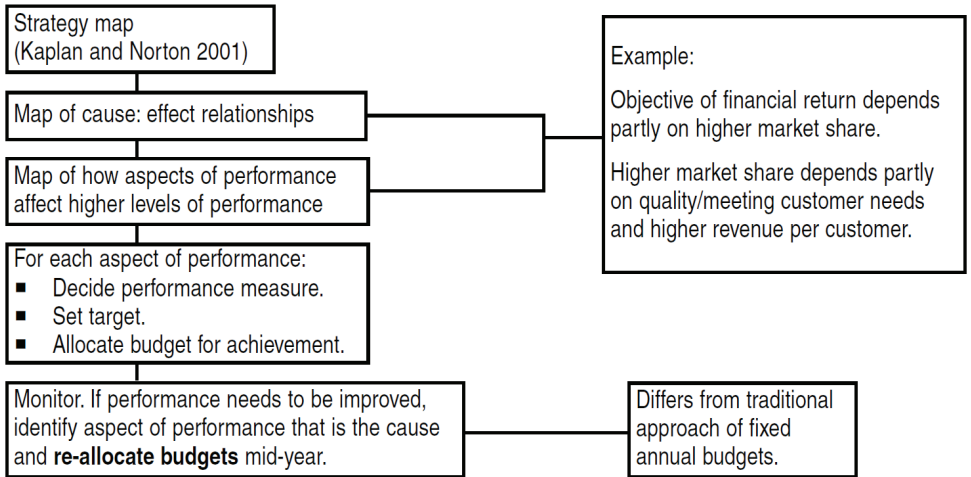 Strategy map
(Kaplan and Norton 2001)
Map of cause: effect relationships
Map of how aspects of performance
affect higher levels of performance
For each aspect of performance:
■ Decide performance measure.
■ Set target.
■ Allocate budget for achievement.
Monitor. If performance needs to be improved,
identify aspect of performance that is the cause
and re-allocate budgets mid-year.
Example:
Objective of financial return depends
partly on higher market share.
Higher market share depends partly
on quality/meeting customer needs
and higher revenue per customer.
Differs from traditional
approach of fixed
annual budgets.